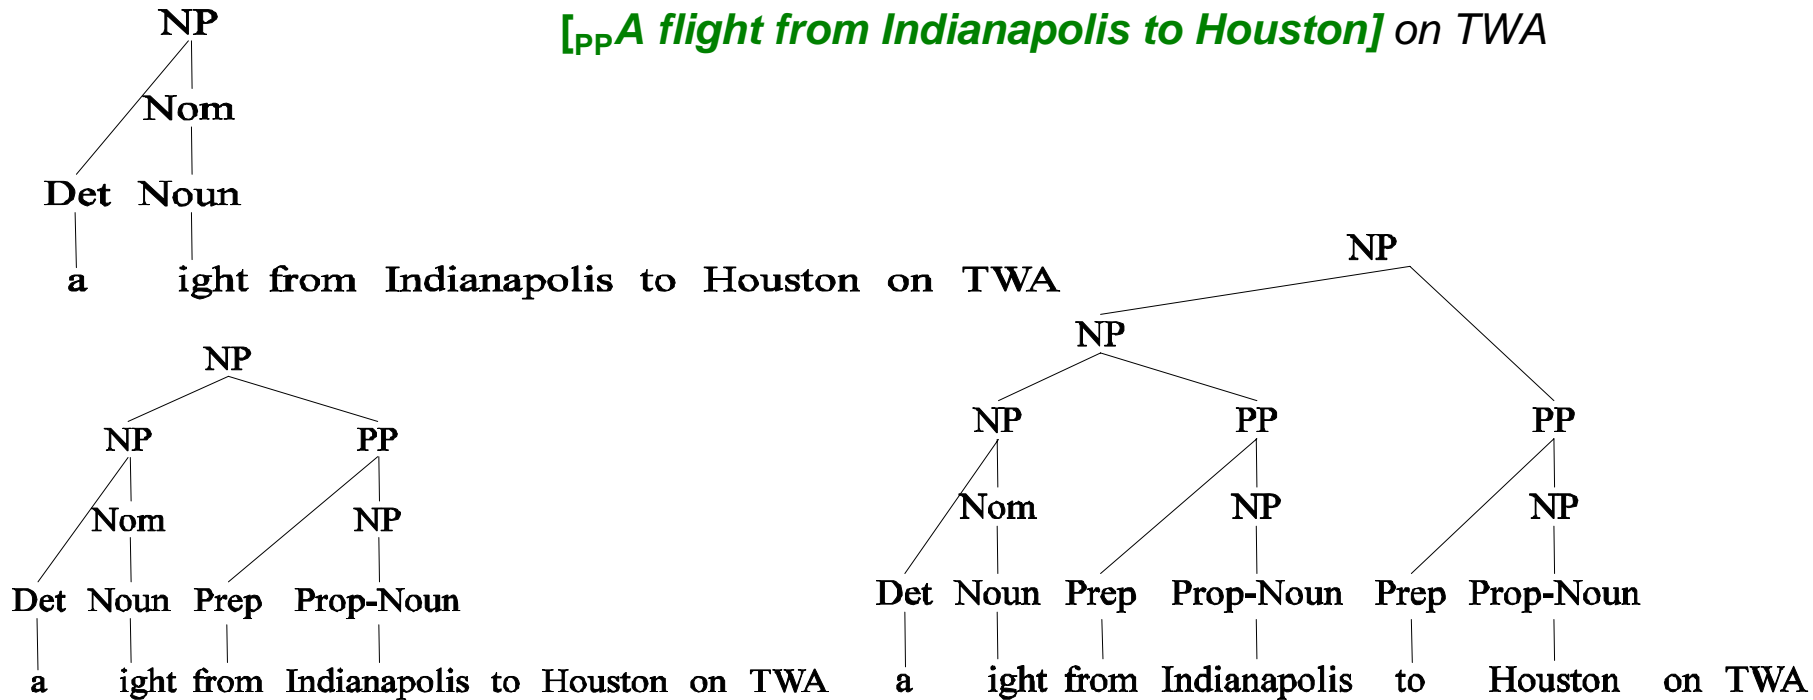 [PPA flight from Indianapolis to Houston] on TWA
NP
Nom
Det Noun
a ight from Indianapolis to Houston on TWA
NP
NP PP
Nom NP
Det Noun Prep Prop-Noun
a ight from Indianapolis to Houston on TWA
NP
NP
NP PP PP
Nom NP NP
Det Noun Prep Prop-Noun Prep Prop-Noun
a ight from Indianapolis to Houston on TWA